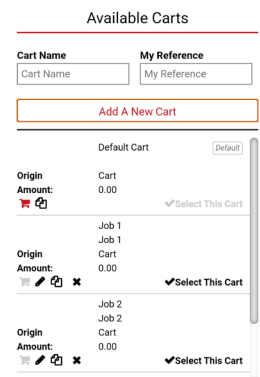 Available Carts
Cart Name My Reference
Cart Name My Reference
Add A New Cart
Default Cart Default
Origin Cart
Amount: 0.00
Select This Cart
Job 1
Job 1
Origin Cart
Amount: 0.00
Select This Cart
Job 2
Job 2
Origin Cart
Amount: 0.00
Select This Cart